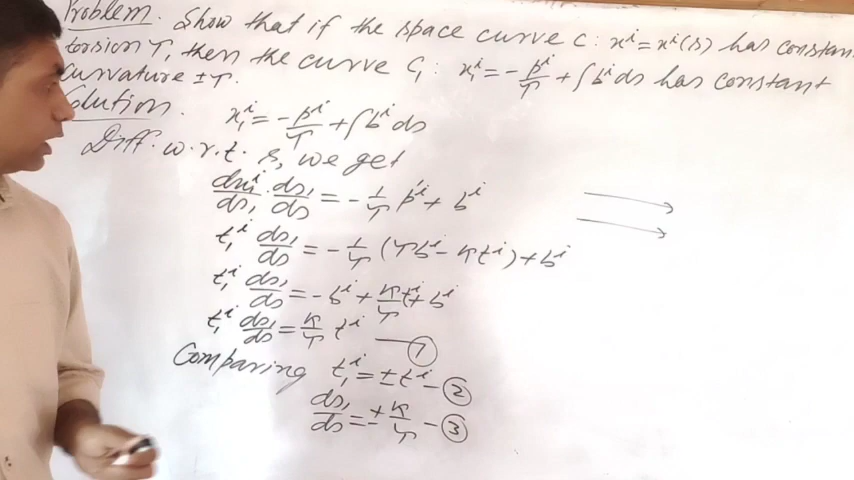 Problem. Show that if the space curve C: xⁱ = xⁱ(s) has constan
torsion τ, then the curve C₁: x₁ⁱ = -pⁱ/τ + ∫bⁱ ds has constant
curvature ±τ.
Solution. x₁ⁱ = -pⁱ/τ + ∫bⁱ ds
Diff. w.r.t. s, we get
dx₁ⁱ/ds₁ · ds₁/ds = -1/τ p'ⁱ + bⁱ
t₁ⁱ ds₁/ds = -1/τ (τbⁱ - κtⁱ) + bⁱ
t₁ⁱ ds₁/ds = -bⁱ + κ/τ tⁱ + bⁱ
t₁ⁱ ds₁/ds = κ/τ tⁱ — ①
Comparing t₁ⁱ = ±tⁱ — ②
ds₁/ds = ±κ/τ — ③